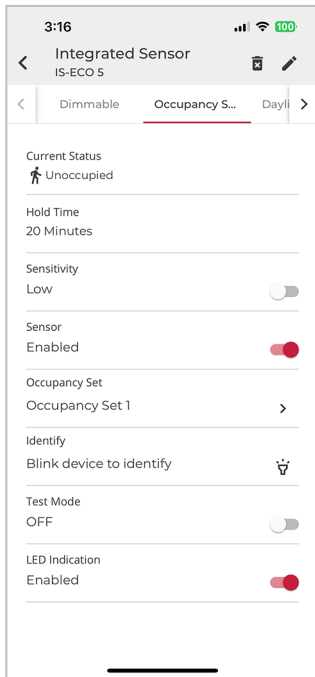 3:16
100
Integrated Sensor
IS-ECO 5
Dimmable
Occupancy S...
Dayli
Current Status
Unoccupied
Hold Time
20 Minutes
Sensitivity
Low
Sensor
Enabled
Occupancy Set
Occupancy Set 1
Identify
Blink device to identify
Test Mode
OFF
LED Indication
Enabled